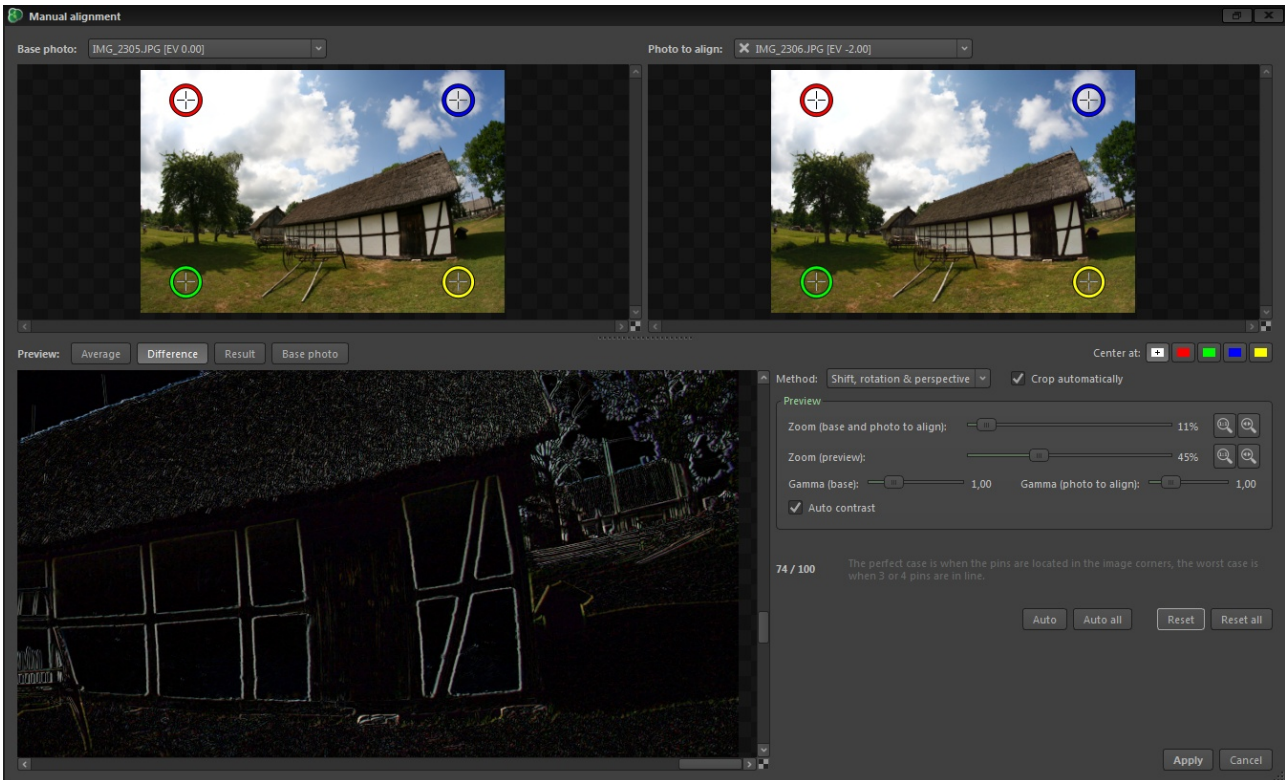 Manual alignment
Base photo: IMG_2305.JPG [EV 0.00]
Photo to align: IMG_2306.JPG [EV -2.00]
Preview: Average Difference Result Base photo
Center at:
Method: Shift, rotation & perspective Crop automatically
Preview
Zoom (base and photo to align): 11%
Zoom (preview): 45%
Gamma (base): 1,00 Gamma (photo to align): 1,00
Auto contrast
74 / 100 The perfect case is when the pins are located in the image corners, the worst case is
when 3 or 4 pins are in line.
Auto Auto all Reset Reset all
Apply Cancel